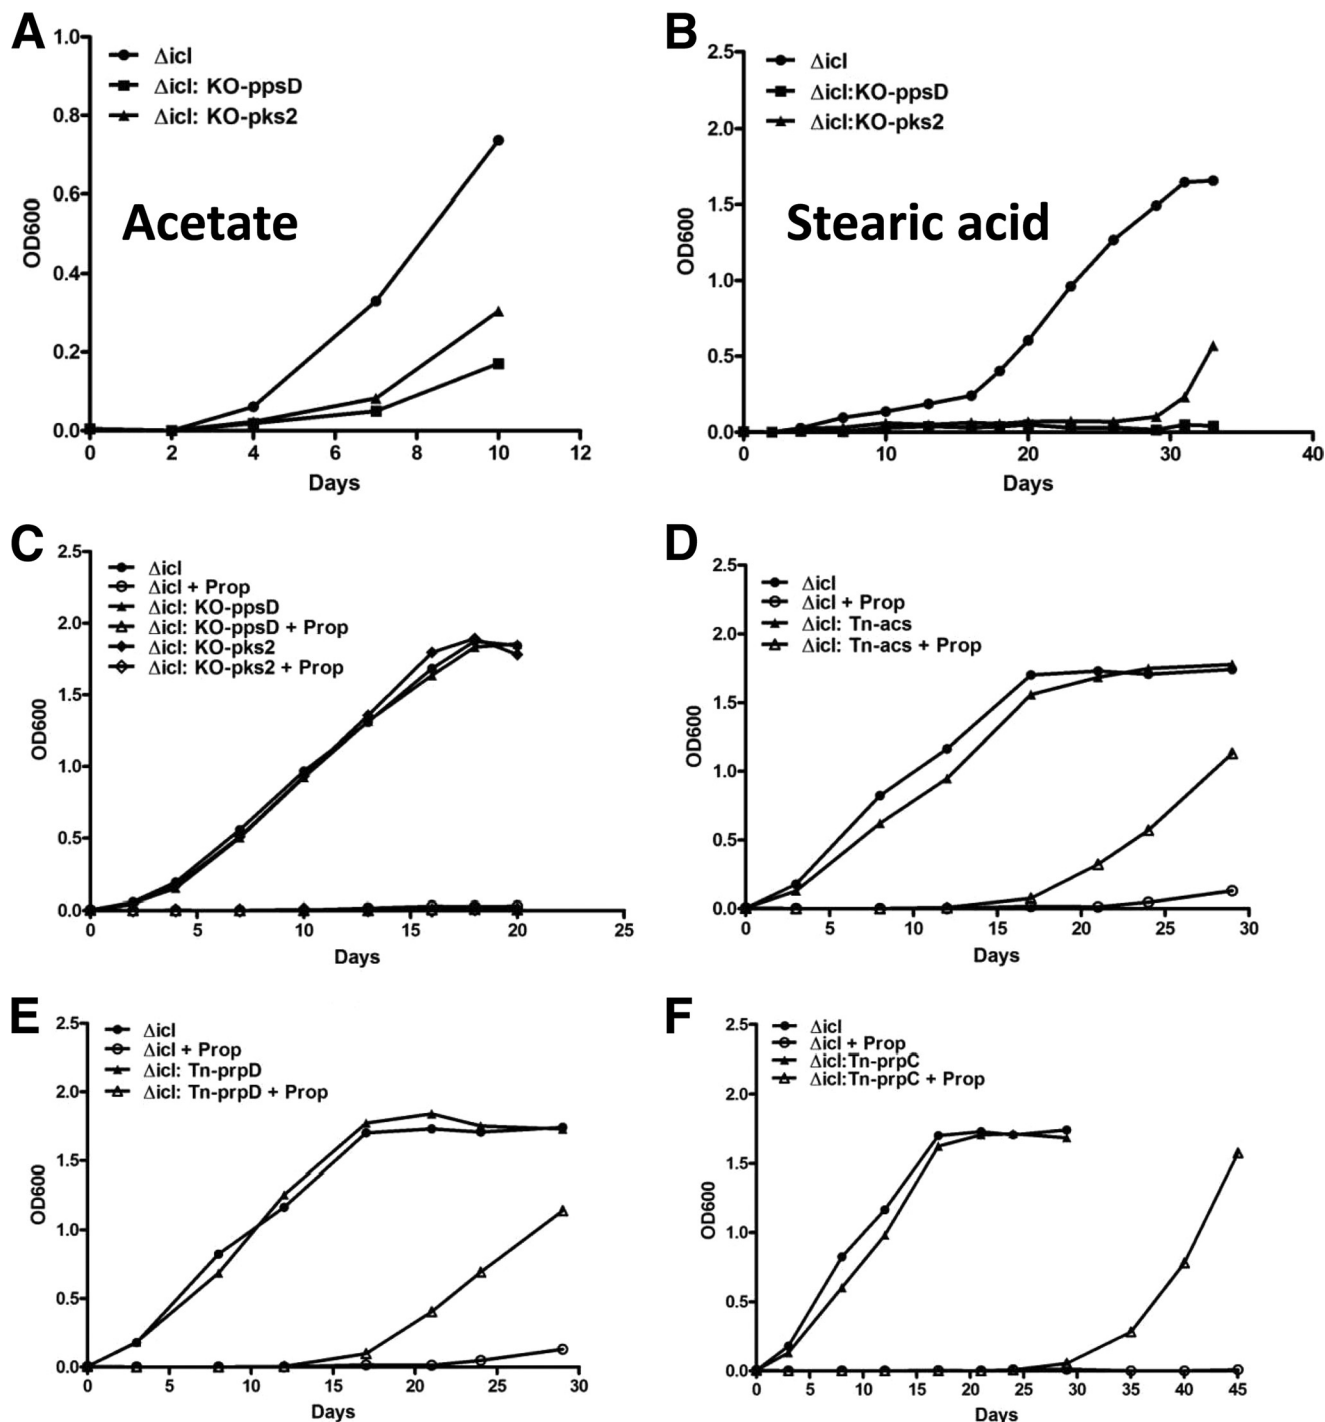 A
1.0
0.8
0.6
0.4
0.2
0.0
OD600
Δicl
Δicl: KO-ppsD
Δicl: KO-pks2
Acetate
0 2 4 6 8 10 12
Days
B
2.5
2.0
1.5
1.0
0.5
0.0
OD600
Δicl
Δicl:KO-ppsD
Δicl:KO-pks2
Stearic acid
10 20 30 40
Days
C
2.5
2.0
1.5
1.0
0.5
0.0
OD600
Δicl
Δicl + Prop
Δicl: KO-ppsD
Δicl: KO-ppsD + Prop
Δicl: KO-pks2
Δicl: KO-pks2 + Prop
0 5 10 15 20 25
Days
D
2.5
2.0
1.5
1.0
0.5
0.0
OD600
Δicl
Δicl + Prop
Δicl: Tn-acs
Δicl: Tn-acs + Prop
0 5 10 15 20 25 30
Days
E
2.5
2.0
1.5
1.0
0.5
0.0
OD600
Δicl
Δicl + Prop
Δicl: Tn-prpD
Δicl: Tn-prpD + Prop
0 5 10 15 20 25 30
Days
F
2.5
2.0
1.5
1.0
0.5
0.0
OD600
Δicl
Δicl + Prop
Δicl:Tn-prpC
Δicl:Tn-prpC + Prop
0 5 10 15 20 25 30 35 40 45
Days